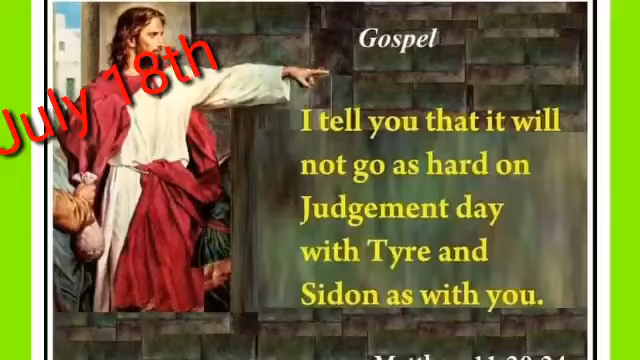 July 18th
Gospel
I tell you that it will
not go as hard on
Judgement day
with Tyre and
Sidon as with you.